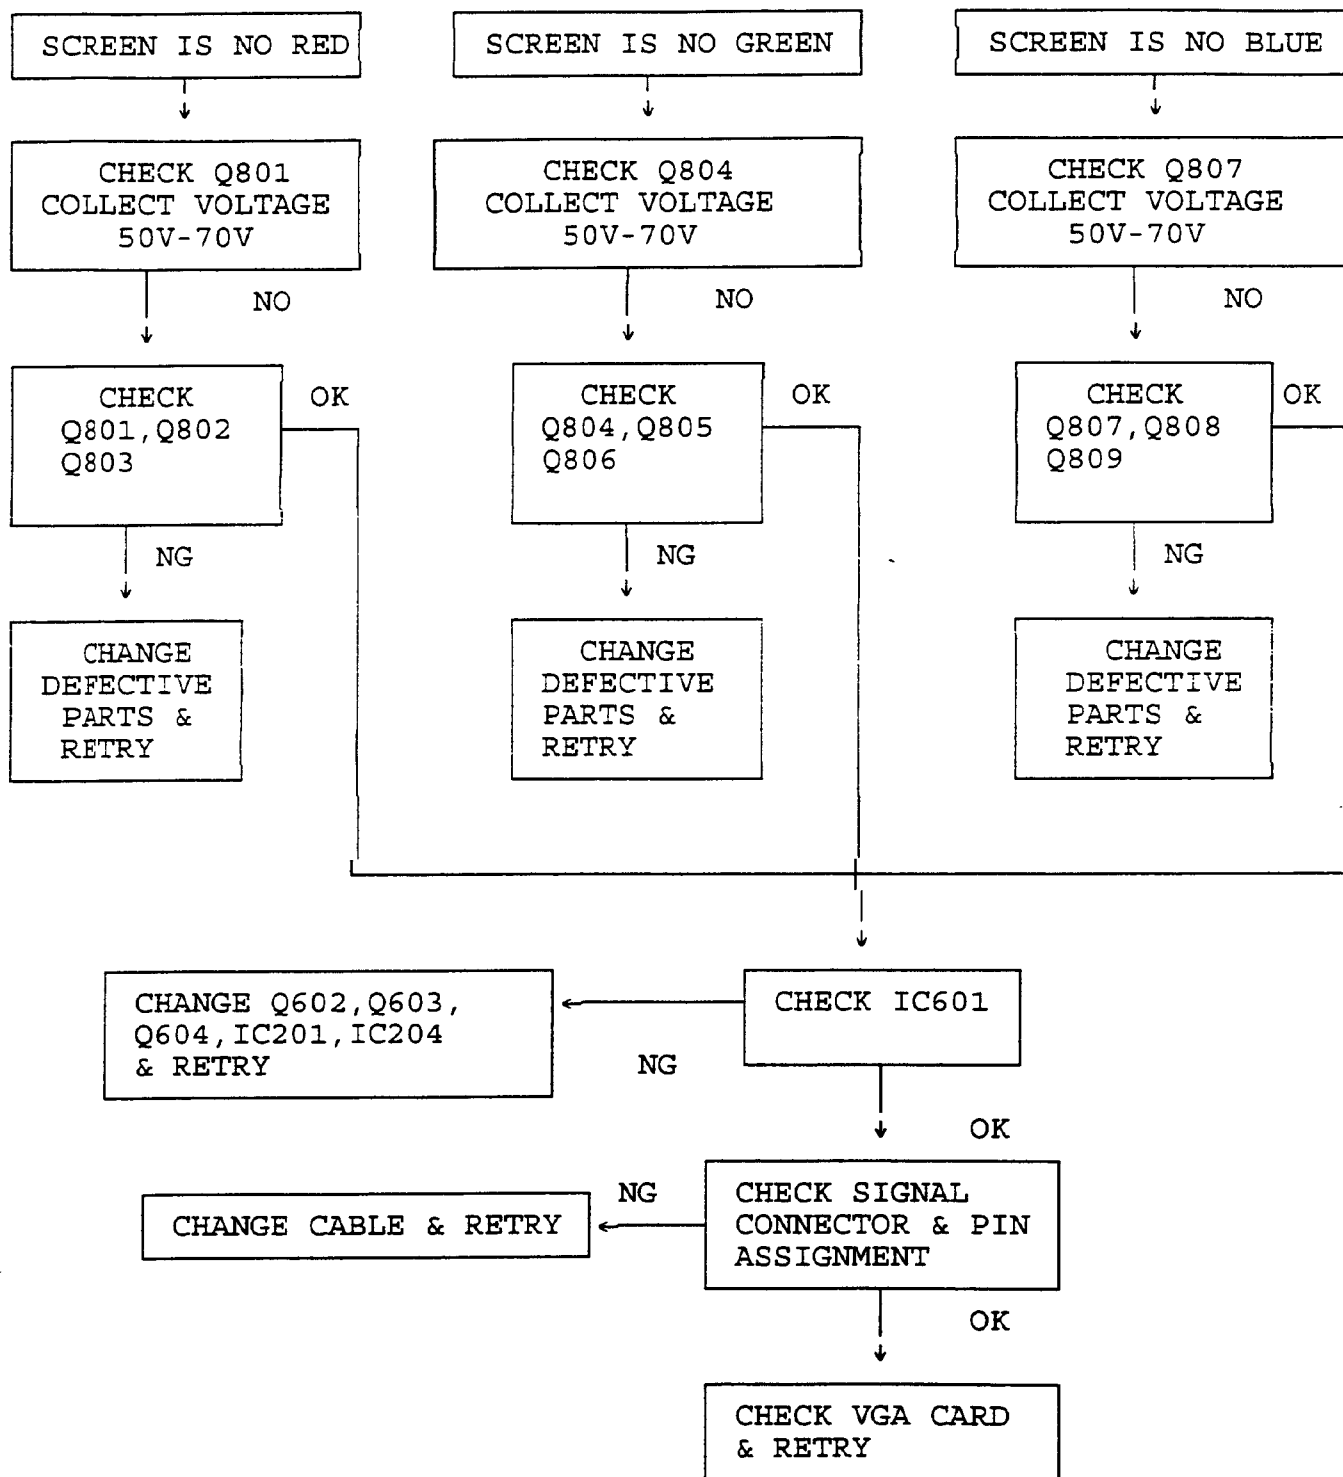 SCREEN IS NO RED
SCREEN IS NO GREEN
SCREEN IS NO BLUE
CHECK Q801
COLLECT VOLTAGE
50V-70V
CHECK Q804
COLLECT VOLTAGE
50V-70V
CHECK Q807
COLLECT VOLTAGE
50V-70V
NO
NO
NO
CHECK
Q801,Q802
Q803
OK
CHECK
Q804,Q805
Q806
OK
CHECK
Q807,Q808
Q809
OK
NG
NG
NG
CHANGE
DEFECTIVE
PARTS &
RETRY
CHANGE
DEFECTIVE
PARTS &
RETRY
CHANGE
DEFECTIVE
PARTS &
RETRY
CHECK IC601
NG
CHANGE Q602,Q603,
Q604,IC201,IC204
& RETRY
OK
CHECK SIGNAL
CONNECTOR & PIN
ASSIGNMENT
NG
CHANGE CABLE & RETRY
OK
CHECK VGA CARD
& RETRY